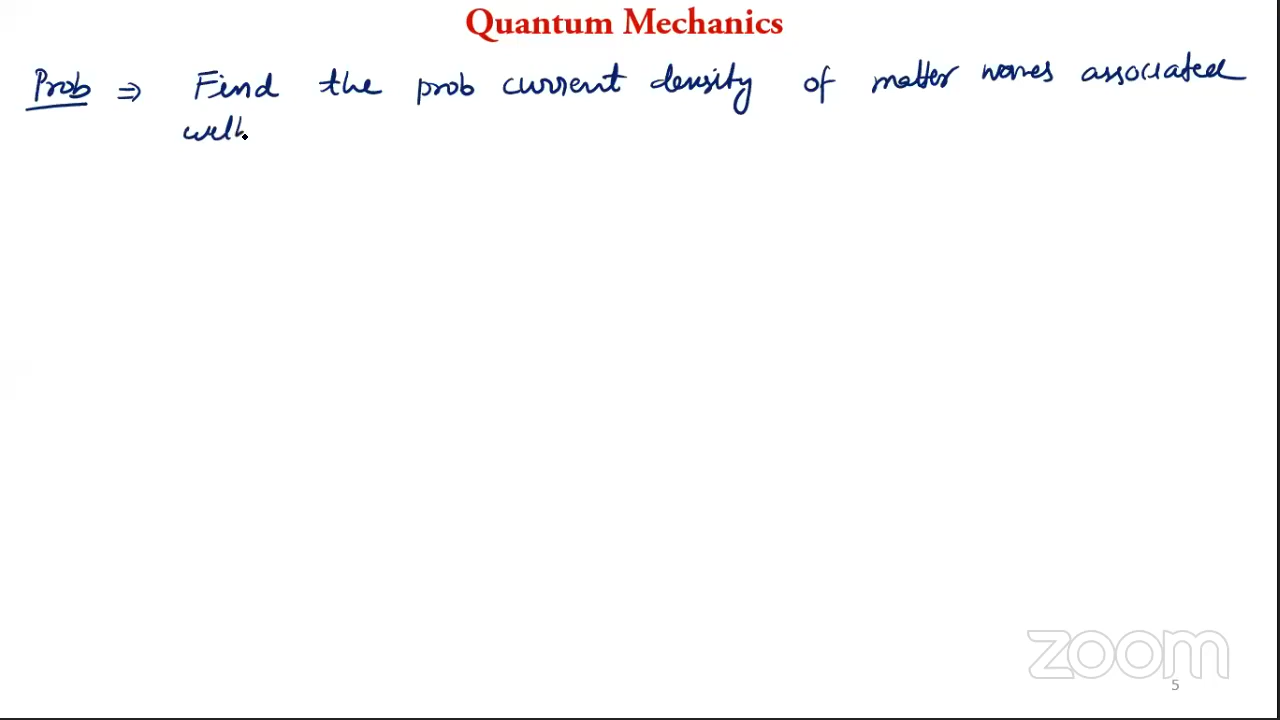 Quantum Mechanics
Prob ⇒ Find the prob current density of matter waves associated
with
zoom
5